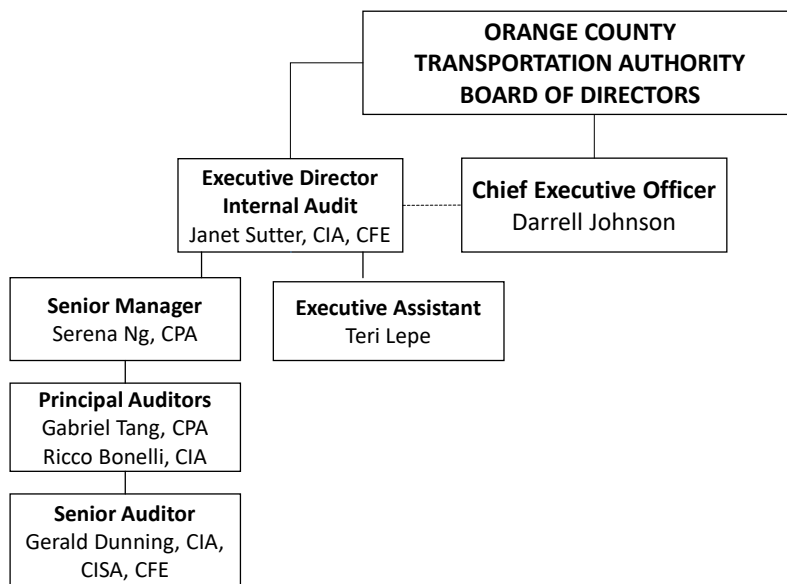 ORANGE COUNTY
TRANSPORTATION AUTHORITY
BOARD OF DIRECTORS
Executive Director
Internal Audit
Janet Sutter, CIA, CFE
Chief Executive Officer
Darrell Johnson
Senior Manager
Serena Ng, CPA
Executive Assistant
Teri Lepe
Principal Auditors
Gabriel Tang, CPA
Ricco Bonelli, CIA
Senior Auditor
Gerald Dunning, CIA,
CISA, CFE